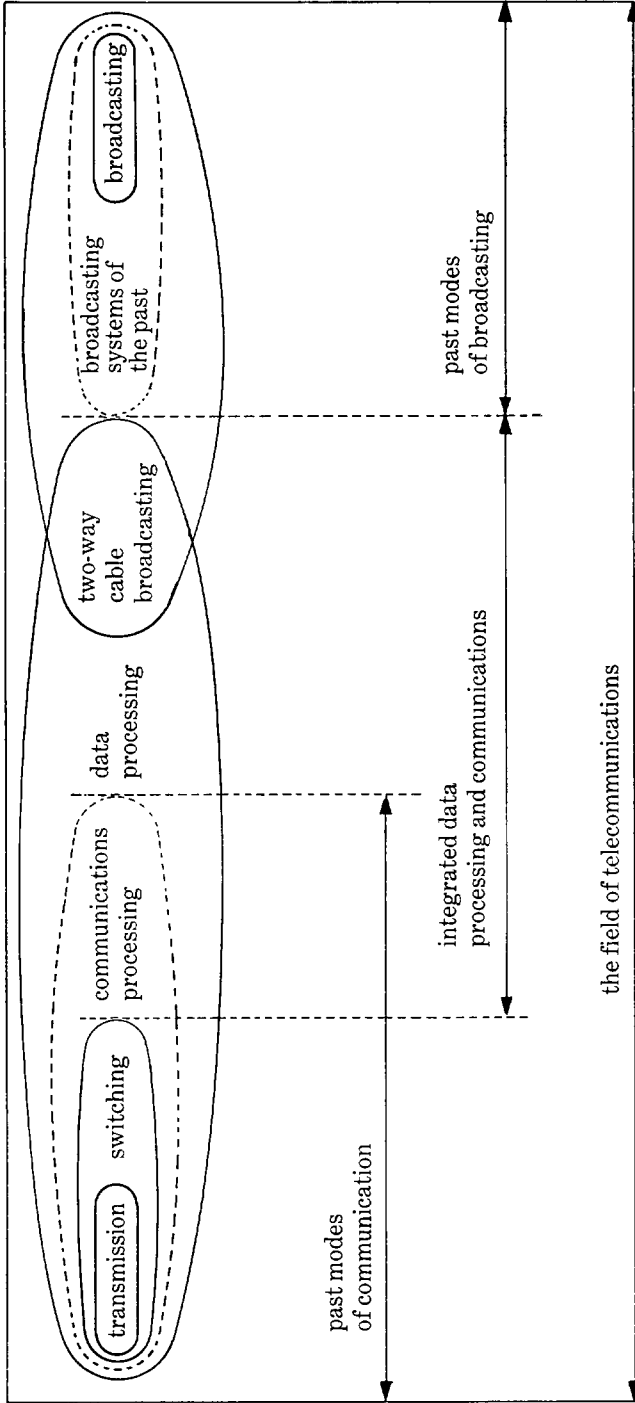 transmission
switching
communications
processing
data
processing
two-way
cable
broadcasting
broadcasting
systems of
the past
broadcasting
past modes
of communication
integrated data
processing and communications
past modes
of broadcasting
the field of telecommunications